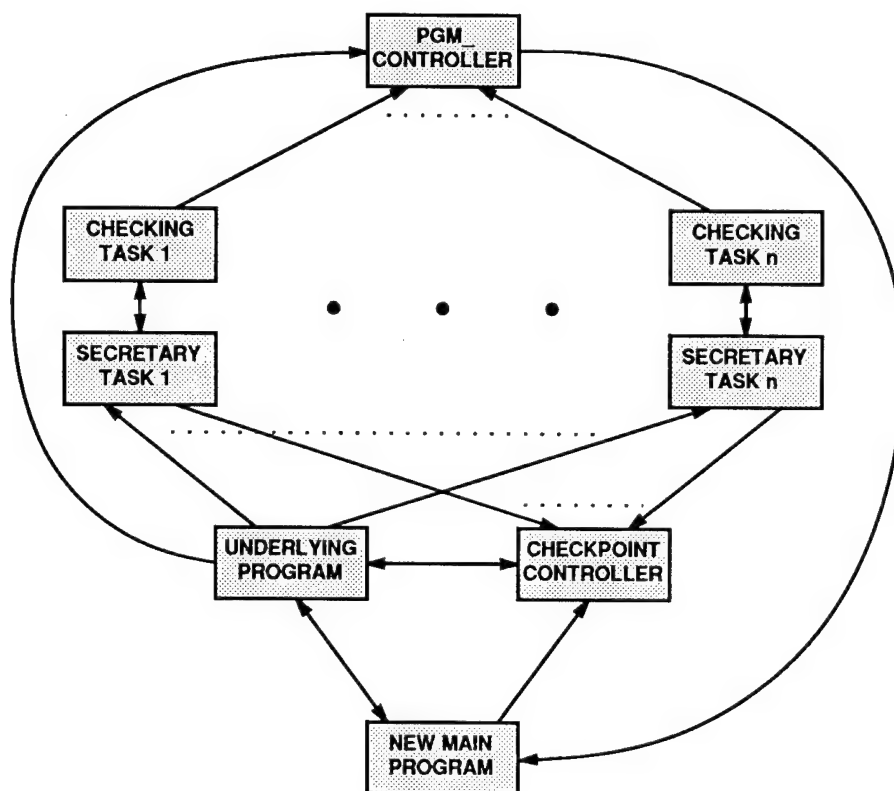 PGM_
CONTROLLER
CHECKING
TASK 1
CHECKING
TASK n
SECRETARY
TASK 1
SECRETARY
TASK n
UNDERLYING
PROGRAM
CHECKPOINT
CONTROLLER
NEW MAIN
PROGRAM